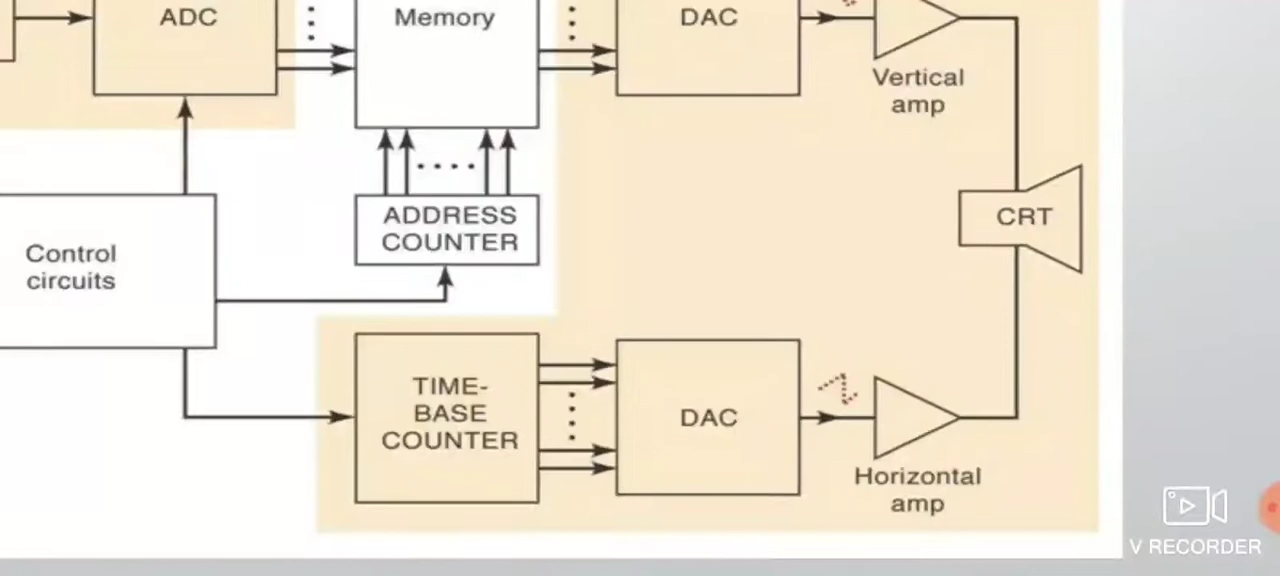 ADC
Memory
DAC
Vertical
amp
ADDRESS
COUNTER
CRT
Control
circuits
TIME-
BASE
COUNTER
DAC
Horizontal
amp
V RECORDER